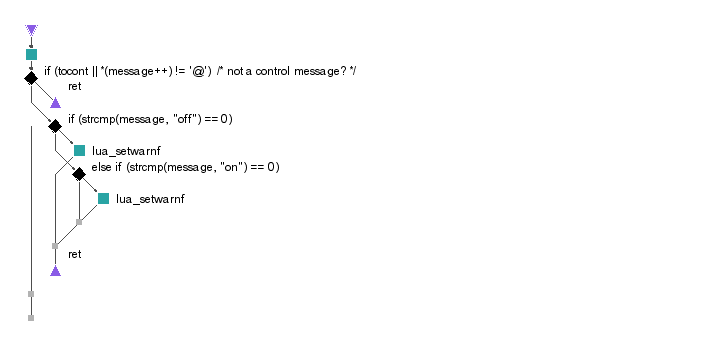 if (tocont || *(message++) != '@') /* not a control message? */
ret
if (strcmp(message, "off") == 0)
lua_setwarnf
else if (strcmp(message, "on") == 0)
lua_setwarnf
ret